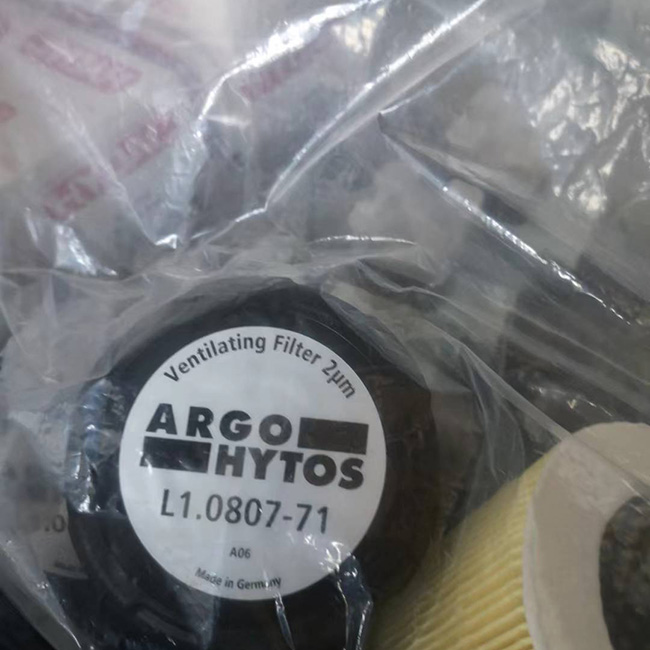 Ventilating Filter 2µm
ARGO
HYTOS
L1.0807-71
A06
Made in Germany